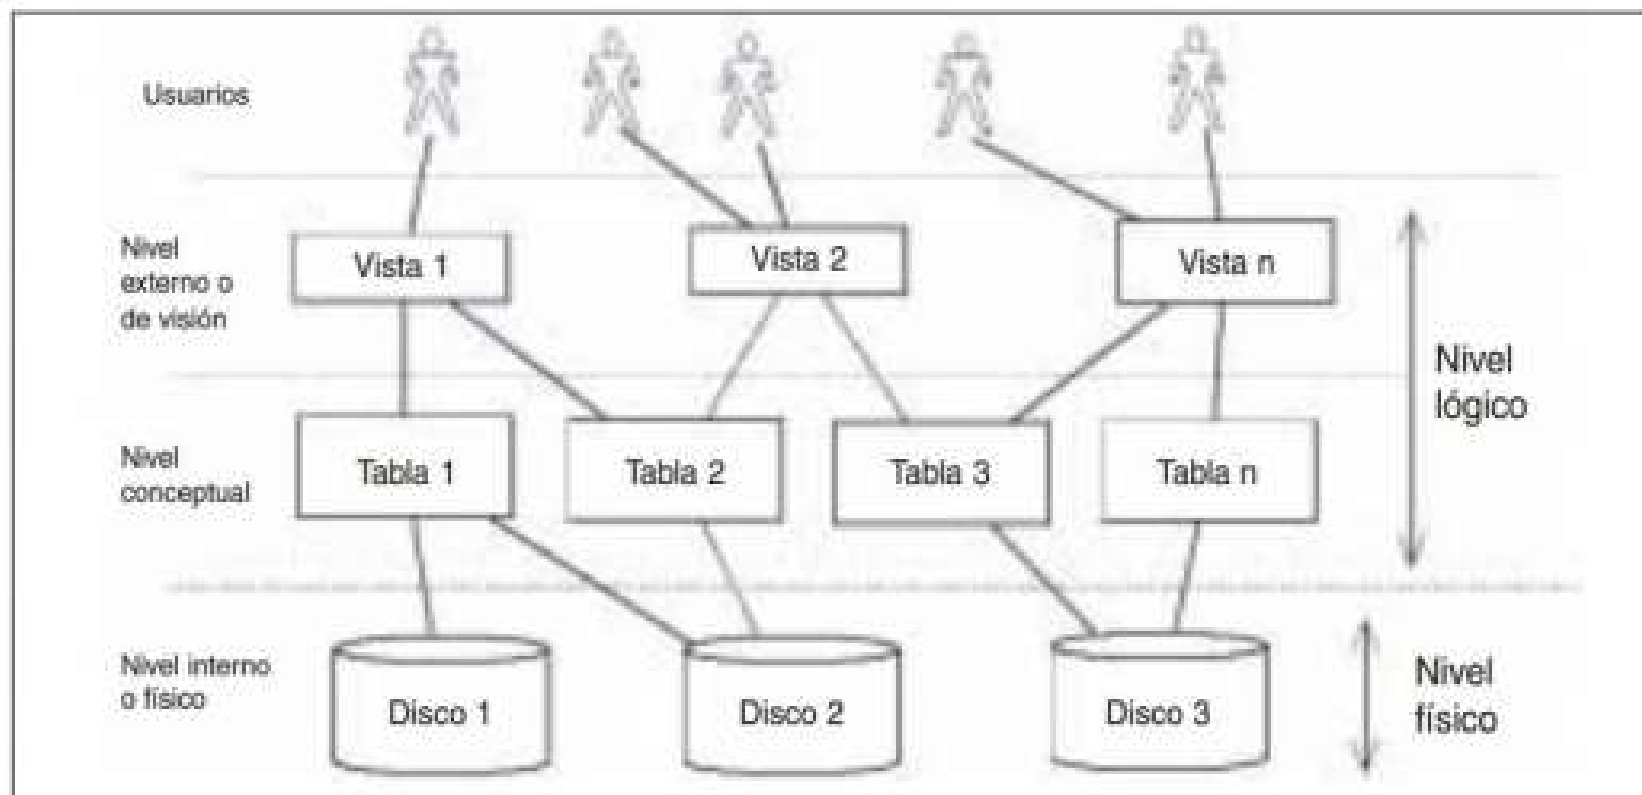 Usuarios
Nivel
externo o
de visión
Vista 1
Vista 2
Vista n
Nivel
lógico
Nivel
conceptual
Tabla 1
Tabla 2
Tabla 3
Tabla n
Nivel interno
o físico
Disco 1
Disco 2
Disco 3
Nivel
físico